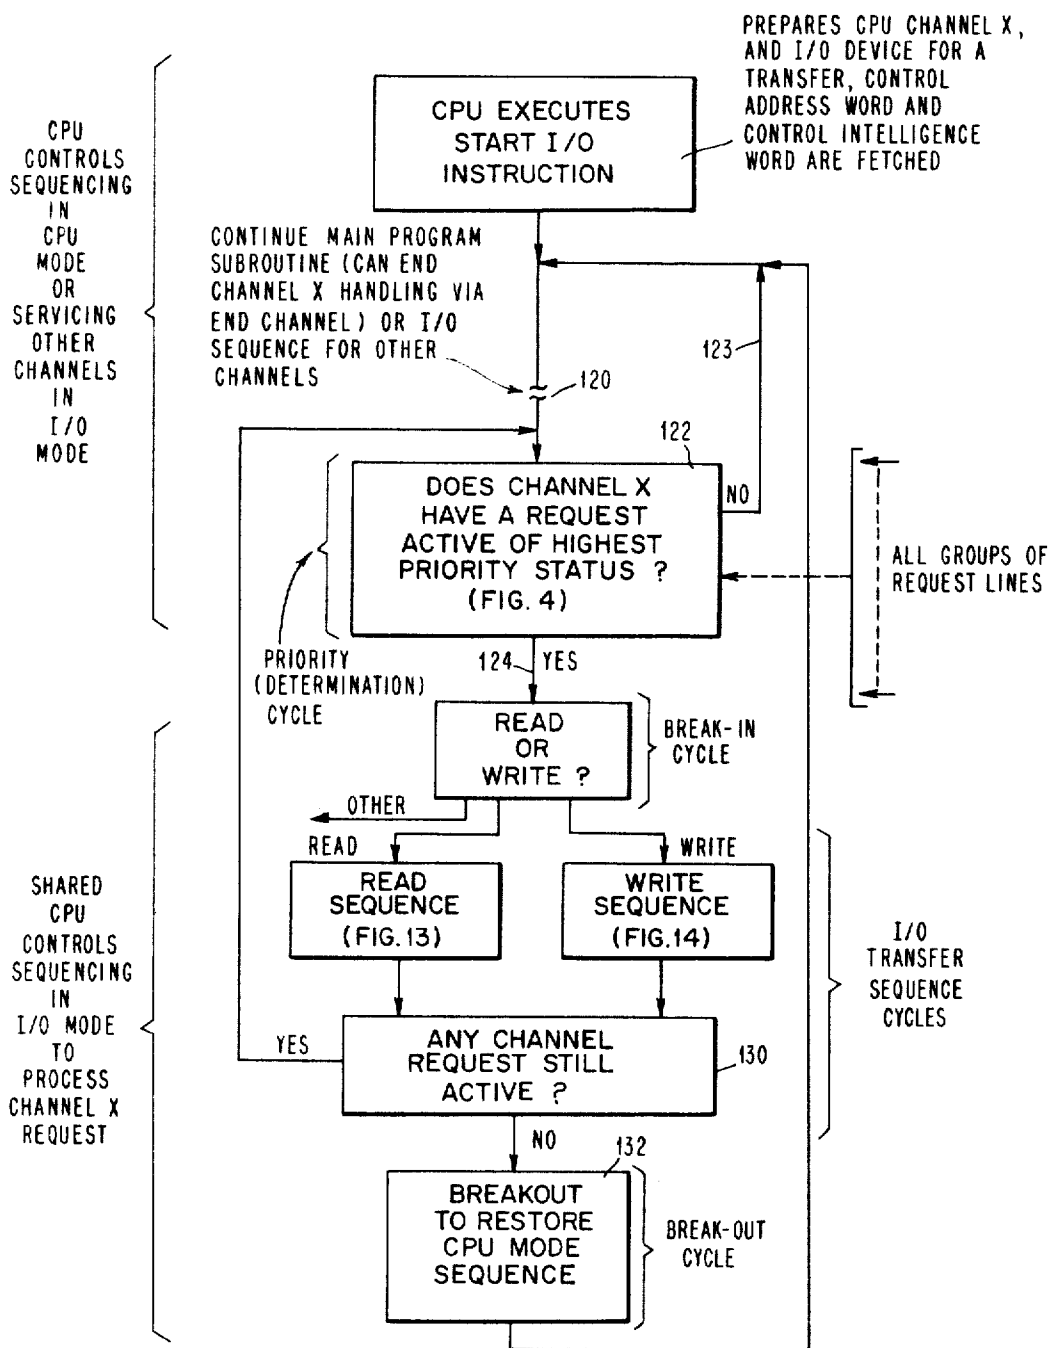 PREPARES CPU CHANNEL X,
AND I/O DEVICE FOR A
TRANSFER, CONTROL
ADDRESS WORD AND
CONTROL INTELLIGENCE
WORD ARE FETCHED
CPU EXECUTES
START I/O
INSTRUCTION
CPU
CONTROLS
SEQUENCING
IN
CPU
MODE
OR
SERVICING
OTHER
CHANNELS
IN
I/O
MODE
CONTINUE MAIN PROGRAM
SUBROUTINE (CAN END
CHANNEL X HANDLING VIA
END CHANNEL) OR I/O
SEQUENCE FOR OTHER
CHANNELS
120
123
122
DOES CHANNEL X
HAVE A REQUEST
ACTIVE OF HIGHEST
PRIORITY STATUS ?
(FIG. 4)
NO
ALL GROUPS OF
REQUEST LINES
PRIORITY
(DETERMINATION)
CYCLE
124
YES
READ
OR
WRITE ?
BREAK-IN
CYCLE
OTHER
READ
WRITE
READ
SEQUENCE
(FIG.13)
WRITE
SEQUENCE
(FIG.14)
I/O
TRANSFER
SEQUENCE
CYCLES
SHARED
CPU
CONTROLS
SEQUENCING
IN
I/O MODE
TO
PROCESS
CHANNEL X
REQUEST
YES
ANY CHANNEL
REQUEST STILL
ACTIVE ?
130
NO
132
BREAKOUT
TO RESTORE
CPU MODE
SEQUENCE
BREAK-OUT
CYCLE